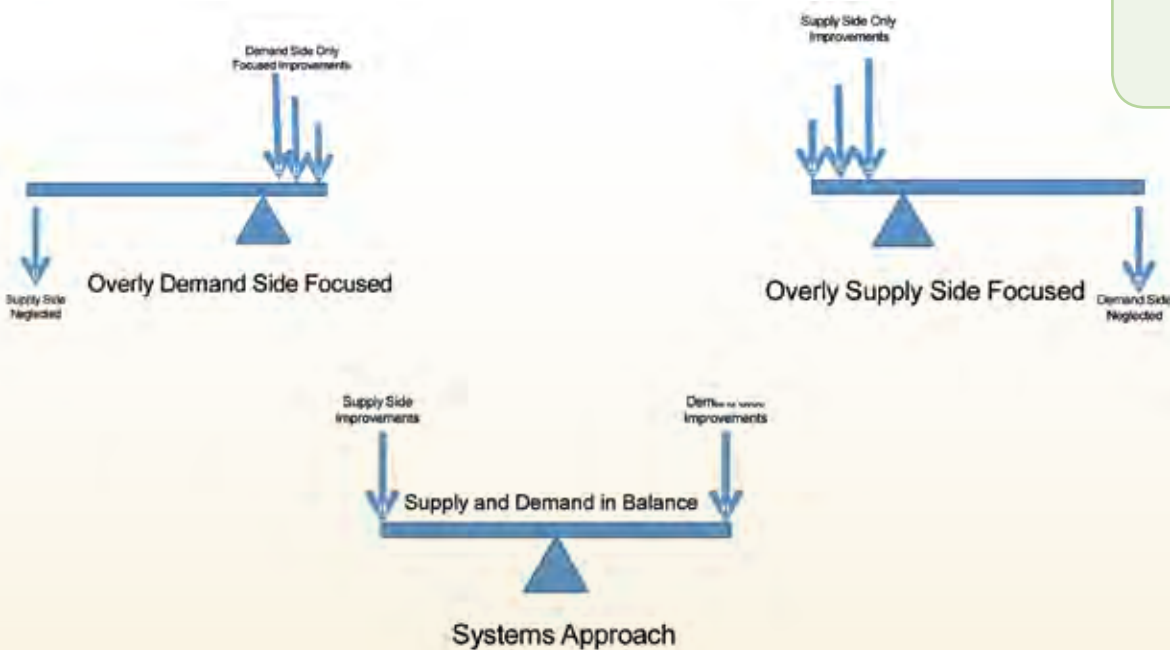 Demand Side Only
Focused Improvements
Supply Side Only
Improvements
Overly Demand Side Focused
Supply Side
Neglected
Overly Supply Side Focused
Demand Side
Neglected
Supply Side
Improvements
Improvements
Supply and Demand in Balance
Systems Approach